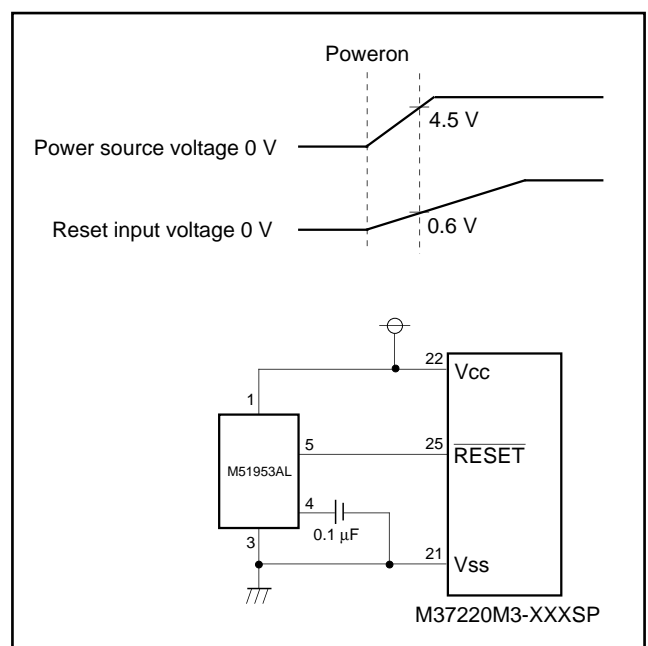 Poweron
4.5 V
Power source voltage 0 V
0.6 V
Reset input voltage 0 V
22
Vcc
1
5
25
RESET
M51953AL
4
0.1 μF
3
21
Vss
M37220M3-XXXSP